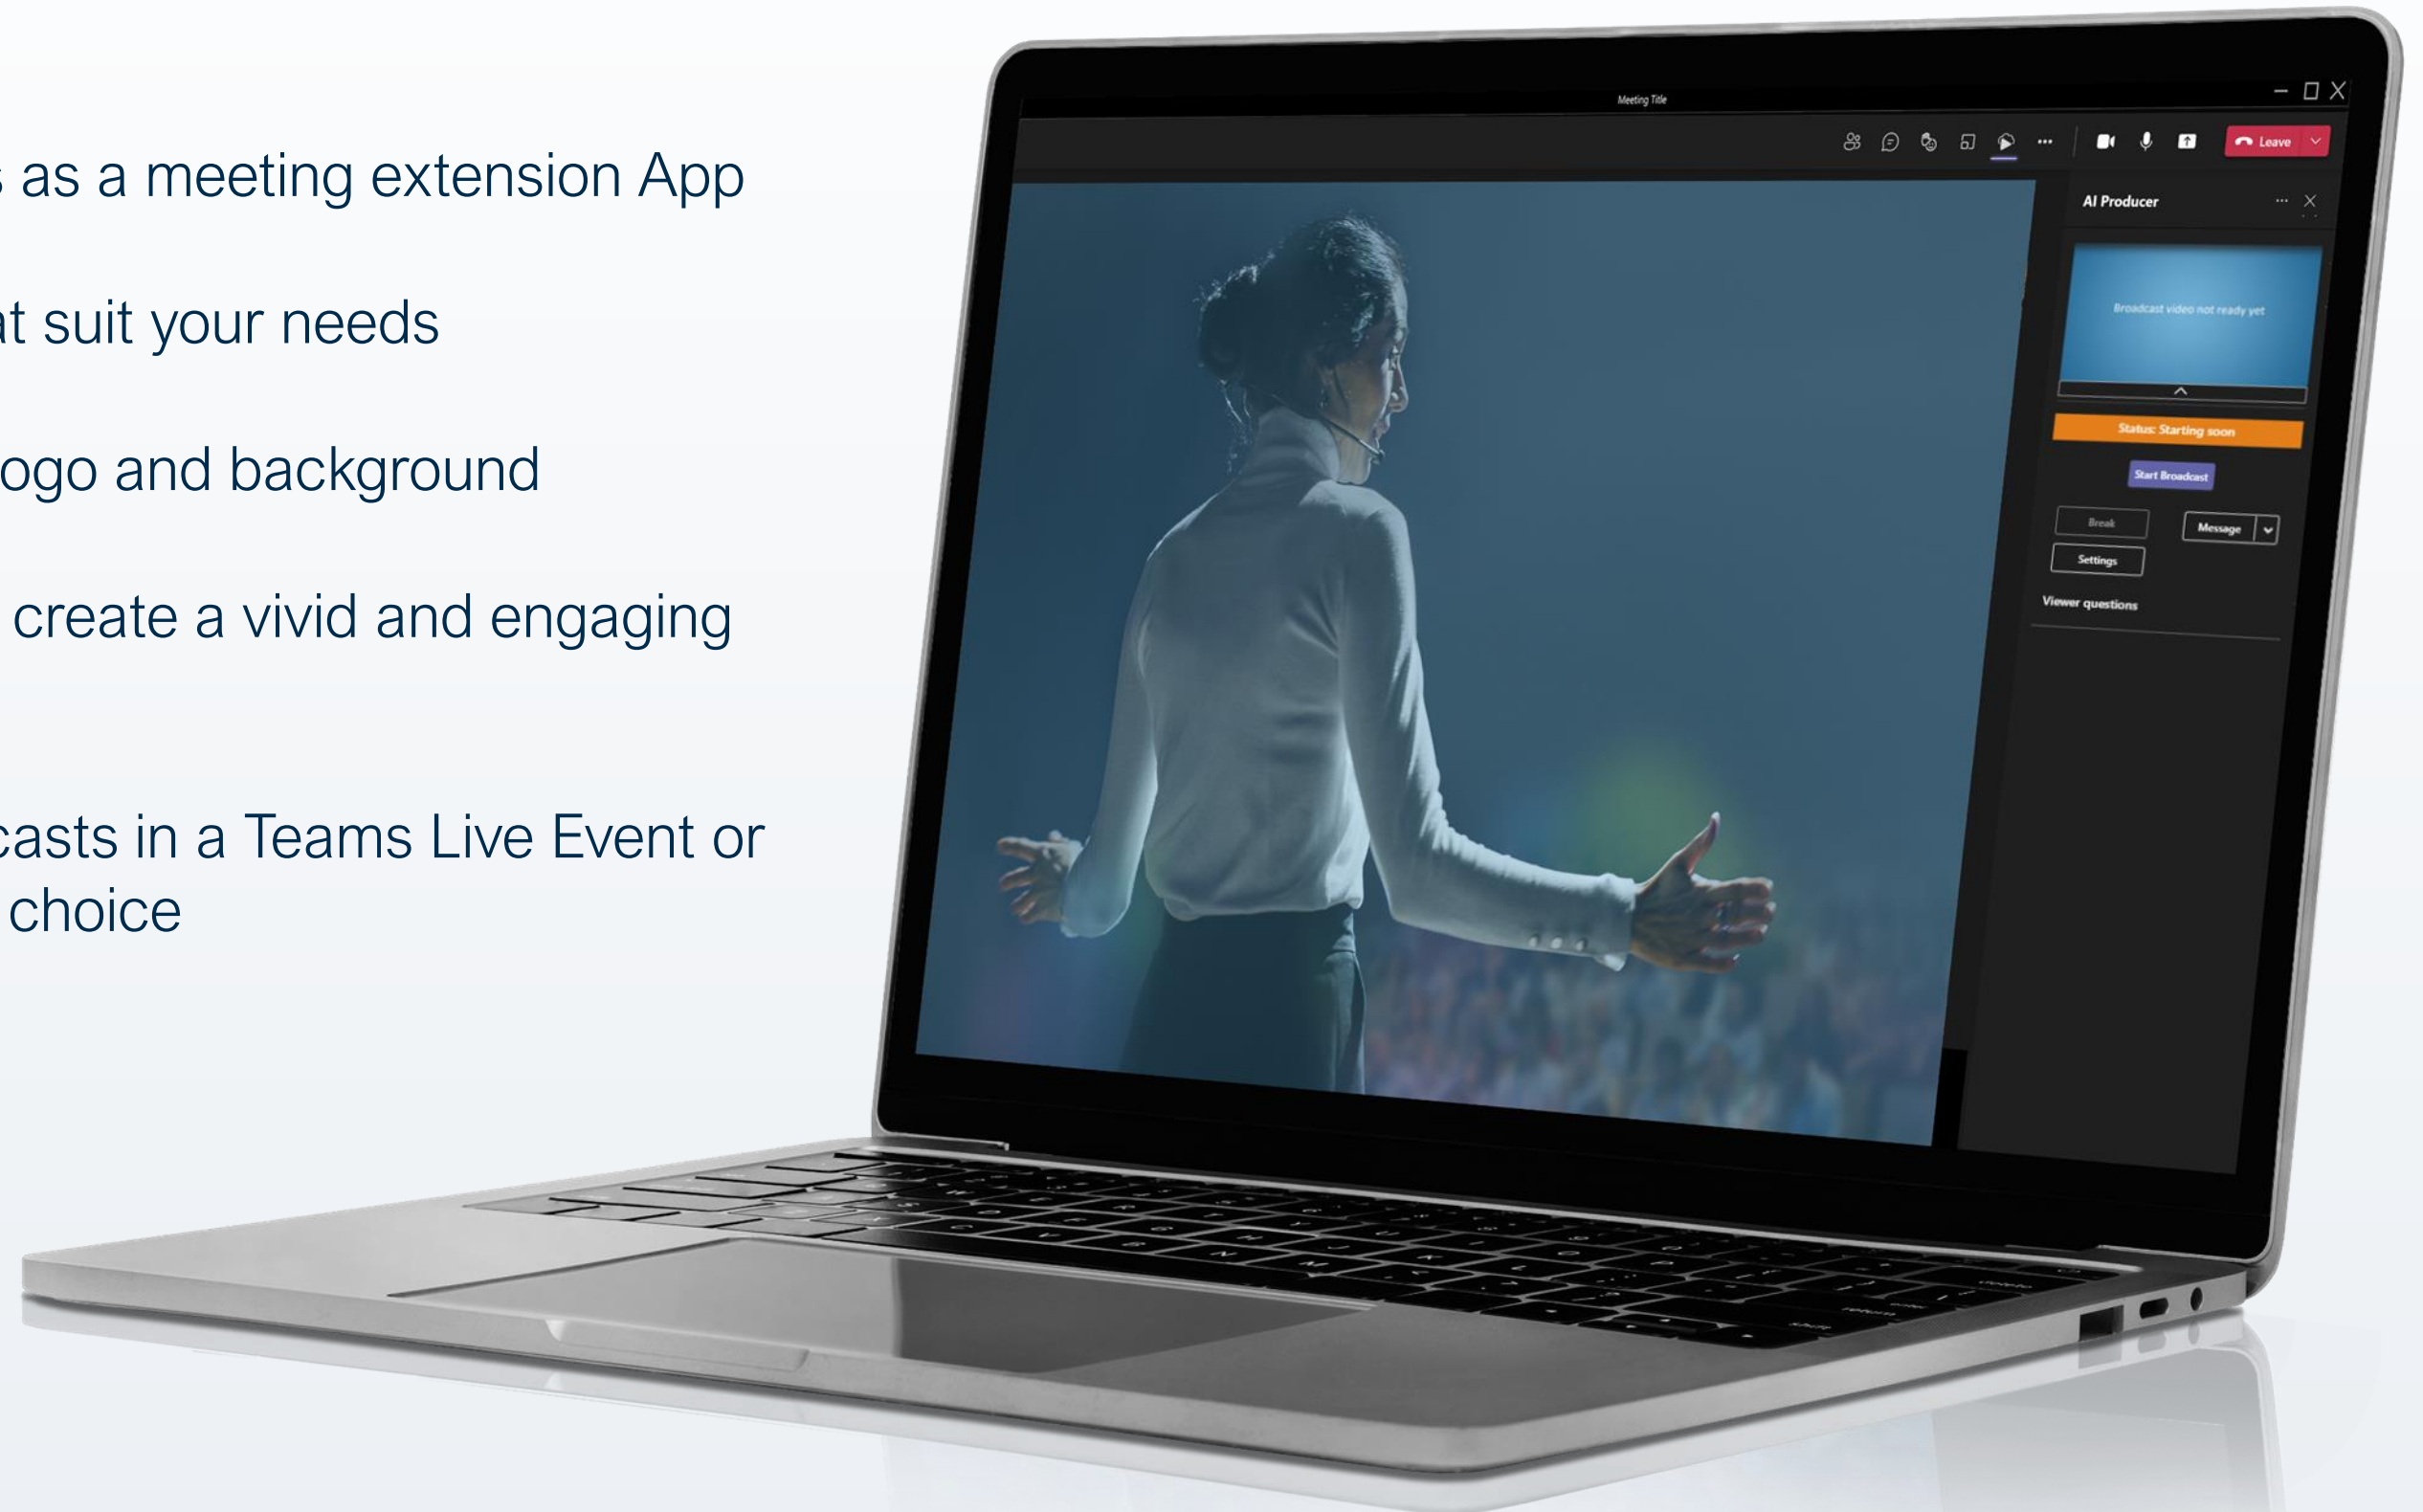 s as a meeting extension App
at suit your needs
ogo and background
create a vivid and engaging
casts in a Teams Live Event or
choice
Meeting Title
Leave
AI Producer
Broadcast video not ready yet
Status: Starting soon
Start Broadcast
Break
Message
Settings
Viewer questions